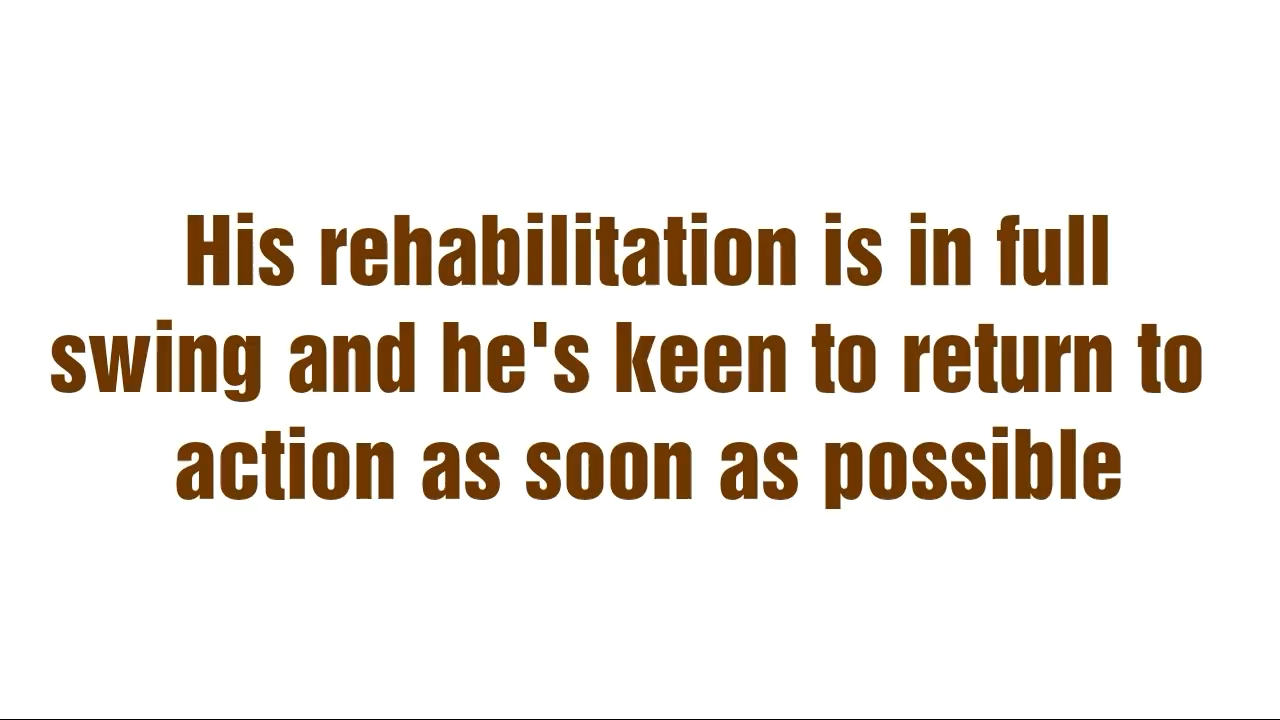 His rehabilitation is in full
swing and he's keen to return to
action as soon as possible